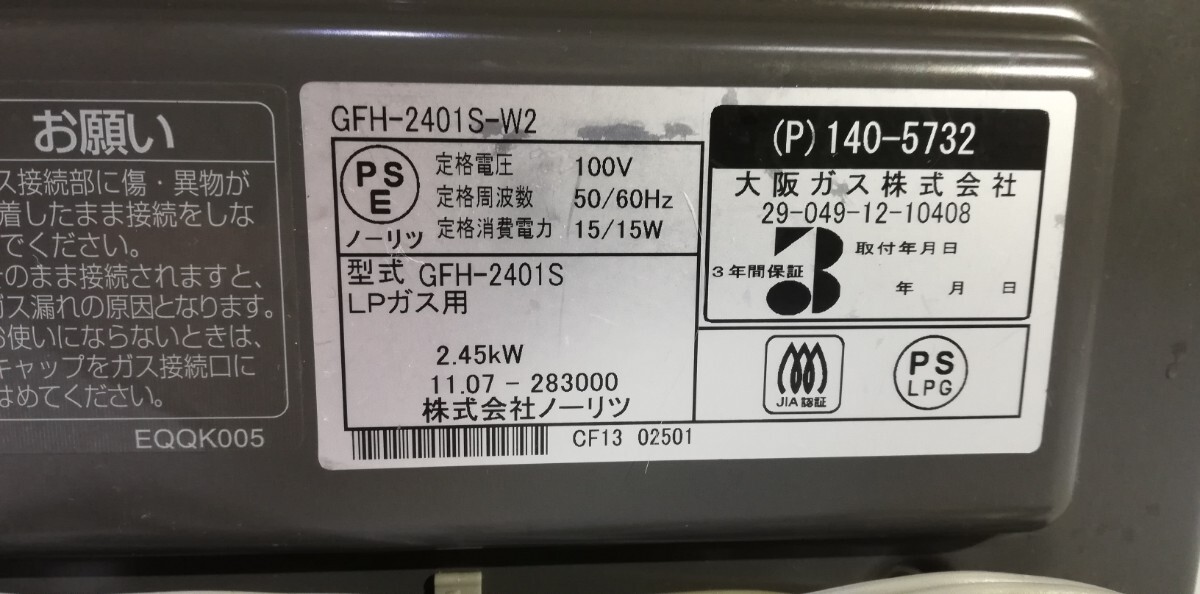 お願い
ス接続部に傷・異物が
着したまま接続をしな
でください。
そのまま接続されますと、
ガス漏れの原因となります。
お使いにならないときは、
キャップをガス接続口に
はめてください。
EQQK005
GFH-2401S-W2
PS
E
ノーリツ
定格電圧 100V
定格周波数 50/60Hz
定格消費電力 15/15W
型式 GFH-2401S
LPガス用
2.45kW
11.07 - 283000
株式会社ノーリツ
CF13 02501
(P) 140-5732
大阪ガス株式会社
29-049-12-10408
3
3年間保証
取付年月日
年 月 日
JIA認証
PS
LPG